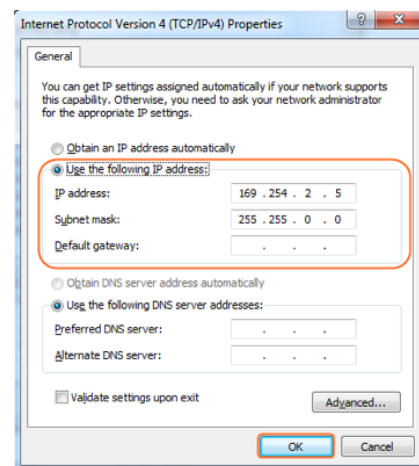 Internet Protocol Version 4 (TCP/IPv4) Properties
General
You can get IP settings assigned automatically if your network supports
this capability. Otherwise, you need to ask your network administrator
for the appropriate IP settings.
Obtain an IP address automatically
Use the following IP address:
IP address: 169 . 254 . 2 . 5
Subnet mask: 255 . 255 . 0 . 0
Default gateway: . . .
Obtain DNS server address automatically
Use the following DNS server addresses:
Preferred DNS server: . . .
Alternate DNS server: . . .
Validate settings upon exit
Advanced...
OK Cancel